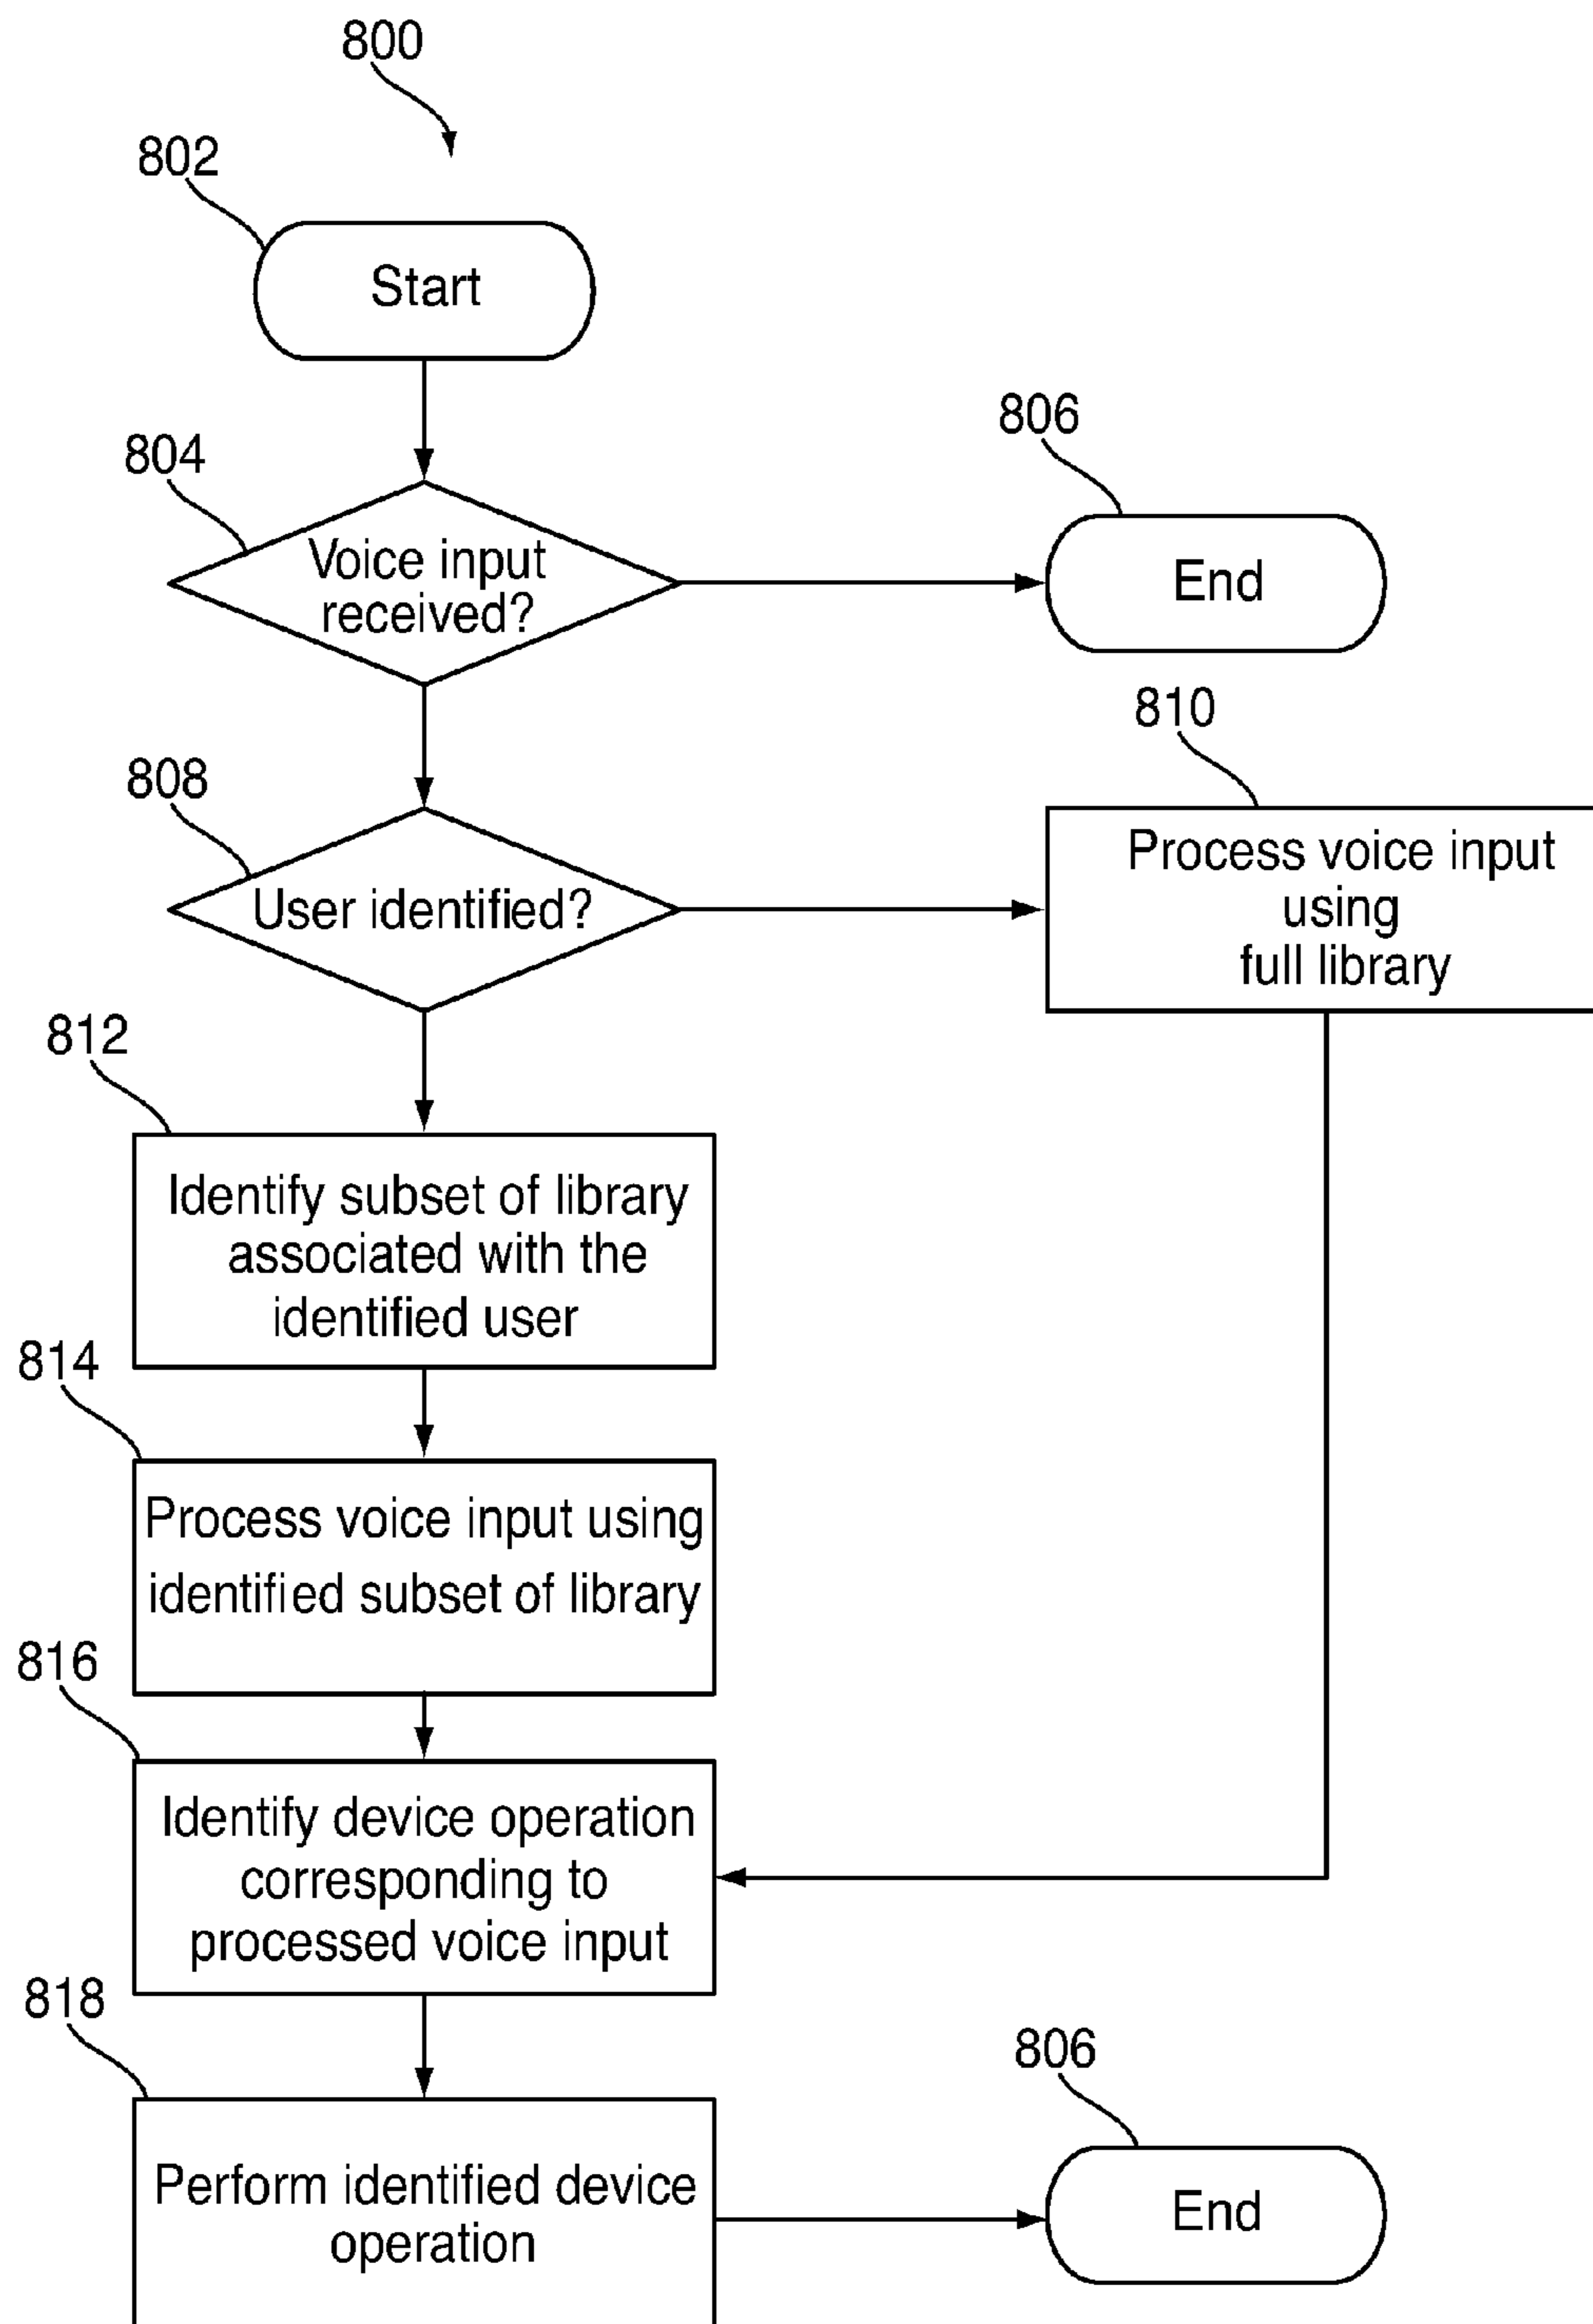 800
802
Start
804
Voice input
received?
806
End
808
User identified?
810
Process voice input
using
full library
812
Identify subset of library
associated with the
identified user
814
Process voice input using
identified subset of library
816
Identify device operation
corresponding to
processed voice input
818
Perform identified device
operation
806
End